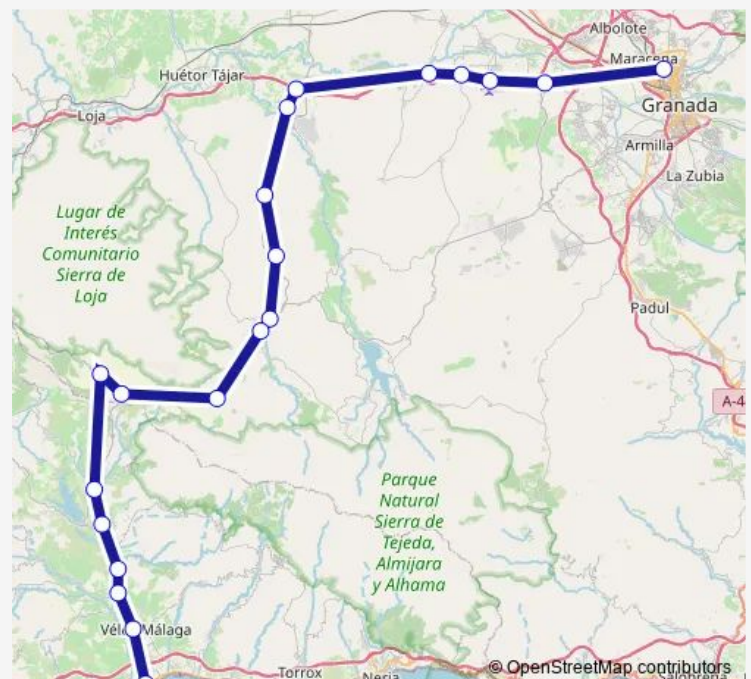 Albolote
Maracena
Huétor Tájar
Granada
Loja
Armilla
La Zubia
Lugar de
Interés
Comunitario
Sierra de
Loja
Padul
A-4
Parque
Natural
Sierra de
Tejeda,
Almijara
y Alhama
Málaga
Torrox
Nerja
© OpenStreetMap contributors